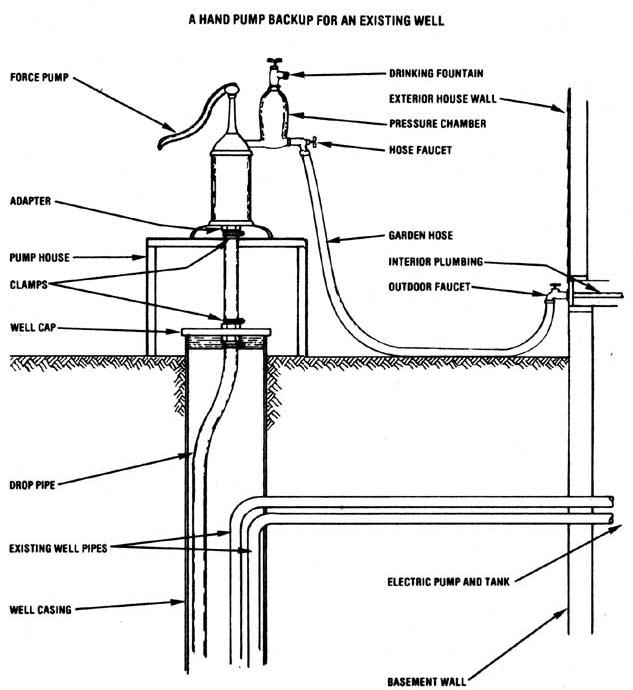 A HAND PUMP BACKUP FOR AN EXISTING WELL
FORCE PUMP
DRINKING FOUNTAIN
EXTERIOR HOUSE WALL
PRESSURE CHAMBER
HOSE FAUCET
ADAPTER
GARDEN HOSE
PUMP HOUSE
INTERIOR PLUMBING
CLAMPS
OUTDOOR FAUCET
WELL CAP
DROP PIPE
EXISTING WELL PIPES
ELECTRIC PUMP AND TANK
WELL CASING
BASEMENT WALL